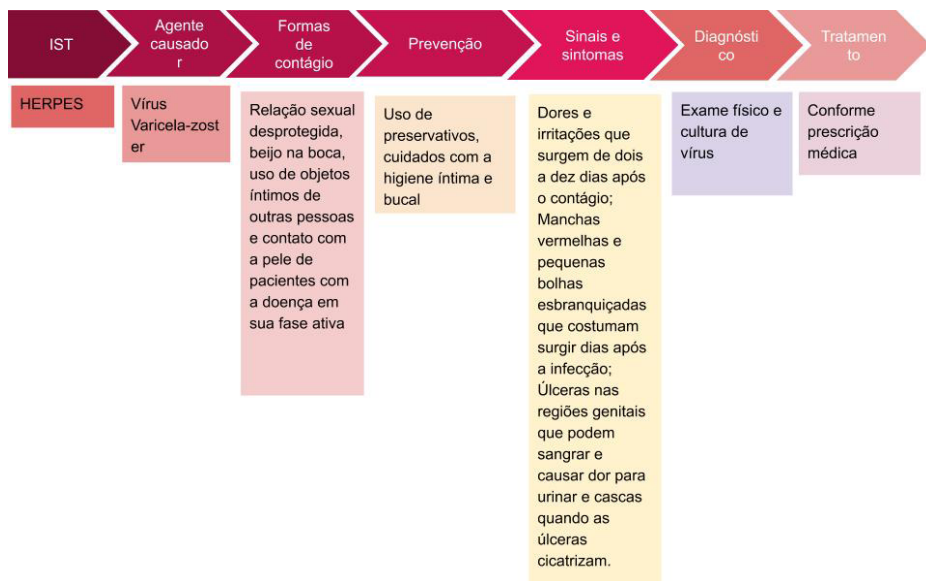 IST
Agente
causado
r
Formas
de
contágio
Prevenção
Sinais e
sintomas
Diagnósti
co
Tratamen
to
HERPES
Vírus
Varicela-zost
er
Relação sexual
desprotegida,
beijo na boca,
uso de objetos
íntimos de
outras pessoas
e contato com
a pele de
pacientes com
a doença em
sua fase ativa
Uso de
preservativos,
cuidados com a
higiene íntima e
bucal
Dores e
irritações que
surgem de dois
a dez dias após
o contágio;
Manchas
vermelhas e
pequenas
bolhas
esbranquiçadas
que costumam
surgir dias após
a infecção;
Úlceras nas
regiões genitais
que podem
sangrar e
causar dor para
urinar e cascas
quando as
úlceras
cicatrizam.
Exame físico e
cultura de
vírus
Conforme
prescrição
médica